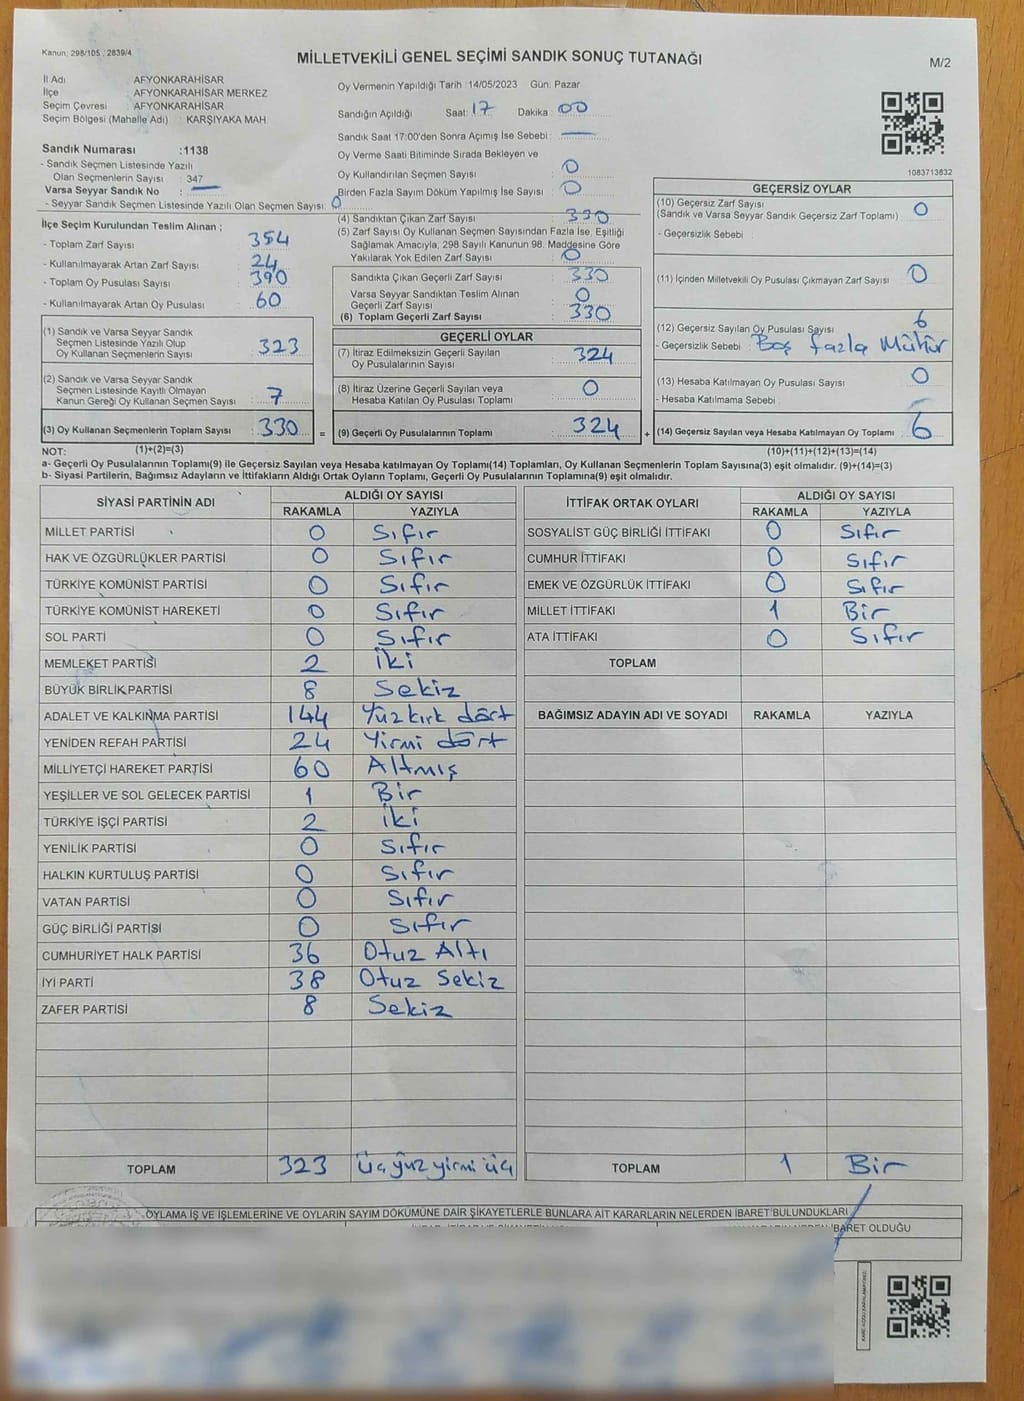 Kanun: 298/105 , 2839/4
MİLLETVEKİLİ GENEL SEÇİMİ SANDIK SONUÇ TUTANAĞI
M/2
İl Adı : AFYONKARAHİSAR
İlçe : AFYONKARAHİSAR MERKEZ
Seçim Çevresi : AFYONKARAHİSAR
Seçim Bölgesi (Mahalle Adı) : KARŞIYAKA MAH
Sandık Numarası :1138
- Sandık Seçmen Listesinde Yazılı
Olan Seçmenlerin Sayısı : 347
Varsa Seyyar Sandık No : —
- Seyyar Sandık Seçmen Listesinde Yazılı Olan Seçmen Sayısı: 0
Oy Vermenin Yapıldığı Tarih :14/05/2023 Gün: Pazar
Sandığın Açıldığı Saat: 17 Dakika : 00
Sandık Saat 17:00'den Sonra Açımış İse Sebebi : —
Oy Verme Saati Bitiminde Sırada Bekleyen ve
Oy Kullandırılan Seçmen Sayısı : 0
Birden Fazla Sayım Döküm Yapılmış İse Sayısı : 0
1083713832
İlçe Seçim Kurulundan Teslim Alınan ;
- Toplam Zarf Sayısı : 354
- Kullanılmayarak Artan Zarf Sayısı : 24
- Toplam Oy Pusulası Sayısı : 390
- Kullanılmayarak Artan Oy Pusulası : 60
(1) Sandık ve Varsa Seyyar Sandık
Seçmen Listesinde Yazılı Olup
Oy Kullanan Seçmenlerin Sayısı : 323
(2) Sandık ve Varsa Seyyar Sandık
Seçmen Listesinde Kayıtlı Olmayan
Kanun Gereği Oy Kullanan Seçmen Sayısı : 7
(3) Oy Kullanan Seçmenlerin Toplam Sayısı : 330
(1)+(2)=(3)
(4) Sandıktan Çıkan Zarf Sayısı : 330
(5) Zarf Sayısı Oy Kullanan Seçmen Sayısından Fazla İse, Eşitliği
Sağlamak Amacıyla, 298 Sayılı Kanunun 98. Maddesine Göre
Yakılarak Yok Edilen Zarf Sayısı : 0
Sandıkta Çıkan Geçerli Zarf Sayısı : 330
Varsa Seyyar Sandıktan Teslim Alınan
Geçerli Zarf Sayısı : 0
(6) Toplam Geçerli Zarf Sayısı : 330
GEÇERLİ OYLAR
(7) İtiraz Edilmeksizin Geçerli Sayılan
Oy Pusulalarının Sayısı : 324
(8) İtiraz Üzerine Geçerli Sayılan veya
Hesaba Katılan Oy Pusulası Toplamı : 0
= (9) Geçerli Oy Pusulalarının Toplamı : 324 +
GEÇERSİZ OYLAR
(10) Geçersiz Zarf Sayısı
(Sandık ve Varsa Seyyar Sandık Geçersiz Zarf Toplamı) : 0
- Geçersizlik Sebebi :
(11) İçinden Milletvekili Oy Pusulası Çıkmayan Zarf Sayısı : 0
(12) Geçersiz Sayılan Oy Pusulası Sayısı : 6
- Geçersizlik Sebebi : Boş fazla Mühür
(13) Hesaba Katılmayan Oy Pusulası Sayısı : 0
- Hesaba Katılmama Sebebi :
(14) Geçersiz Sayılan veya Hesaba Katılmayan Oy Toplamı : 6
(10)+(11)+(12)+(13)=(14)
NOT:
a- Geçerli Oy Pusulalarının Toplamı(9) ile Geçersiz Sayılan veya Hesaba katılmayan Oy Toplamı(14) Toplamları, Oy Kullanan Seçmenlerin Toplam Sayısına(3) eşit olmalıdır. (9)+(14)=(3)
b- Siyasi Partilerin, Bağımsız Adayların ve İttifakların Aldığı Ortak Oyların Toplamı, Geçerli Oy Pusulalarının Toplamına(9) eşit olmalıdır.
SİYASİ PARTİNİN ADI ALDIĞI OY SAYISI
RAKAMLA YAZIYLA
MİLLET PARTİSİ 0 Sıfır
HAK VE ÖZGÜRLÜKLER PARTİSİ 0 Sıfır
TÜRKİYE KOMÜNİST PARTİSİ 0 Sıfır
TÜRKİYE KOMÜNİST HAREKETİ 0 Sıfır
SOL PARTİ 0 Sıfır
MEMLEKET PARTİSİ 2 İki
BÜYÜK BİRLİK PARTİSİ 8 Sekiz
ADALET VE KALKINMA PARTİSİ 144 Yüzkırk dört
YENİDEN REFAH PARTİSİ 24 Yirmi dört
MİLLİYETÇİ HAREKET PARTİSİ 60 Altmış
YEŞİLLER VE SOL GELECEK PARTİSİ 1 Bir
TÜRKİYE İŞÇİ PARTİSİ 2 İki
YENİLİK PARTİSİ 0 Sıfır
HALKIN KURTULUŞ PARTİSİ 0 Sıfır
VATAN PARTİSİ 0 Sıfır
GÜÇ BİRLİĞİ PARTİSİ 0 Sıfır
CUMHURİYET HALK PARTİSİ 36 Otuz Altı
İYİ PARTİ 38 Otuz Sekiz
ZAFER PARTİSİ 8 Sekiz
TOPLAM 323 Üçyüzyirmi üç
İTTİFAK ORTAK OYLARI ALDIĞI OY SAYISI
RAKAMLA YAZIYLA
SOSYALİST GÜÇ BİRLİĞİ İTTİFAKI 0 Sıfır
CUMHUR İTTİFAKI 0 Sıfır
EMEK VE ÖZGÜRLÜK İTTİFAKI 0 Sıfır
MİLLET İTTİFAKI 1 Bir
ATA İTTİFAKI 0 Sıfır
TOPLAM
BAĞIMSIZ ADAYIN ADI VE SOYADI RAKAMLA YAZIYLA
TOPLAM 1 Bir
OYLAMA İŞ VE İŞLEMLERİNE VE OYLARIN SAYIM DÖKÜMÜNE DAİR ŞİKAYETLERLE BUNLARA AİT KARARLARIN NELERDEN İBARET BULUNDUKLARI
İBARET OLDUĞU